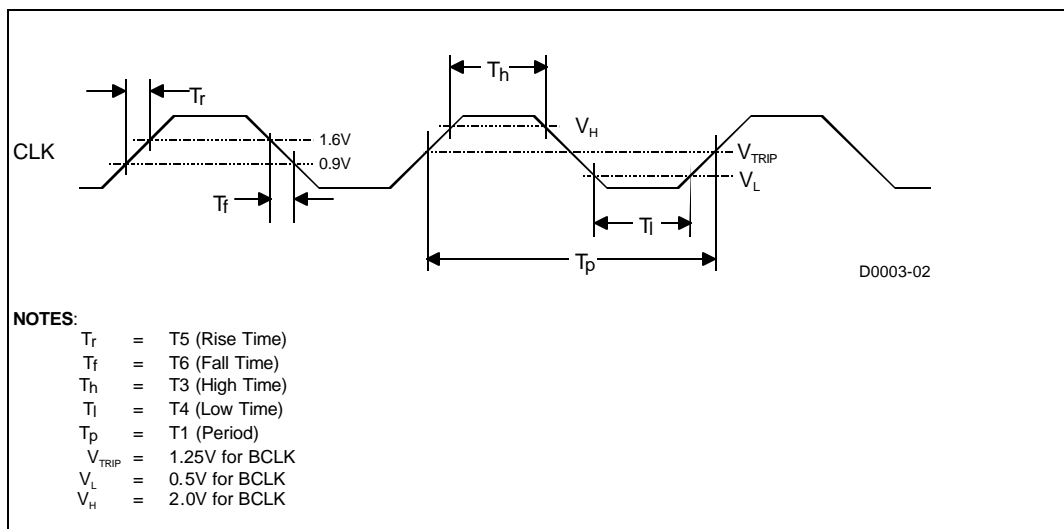 Th
Tr
VH
1.6V
CLK
VTRIP
0.9V
VL
Tf
Tl
Tp
D0003-02
NOTES:
Tr = T5 (Rise Time)
Tf = T6 (Fall Time)
Th = T3 (High Time)
Tl = T4 (Low Time)
Tp = T1 (Period)
VTRIP = 1.25V for BCLK
VL = 0.5V for BCLK
VH = 2.0V for BCLK